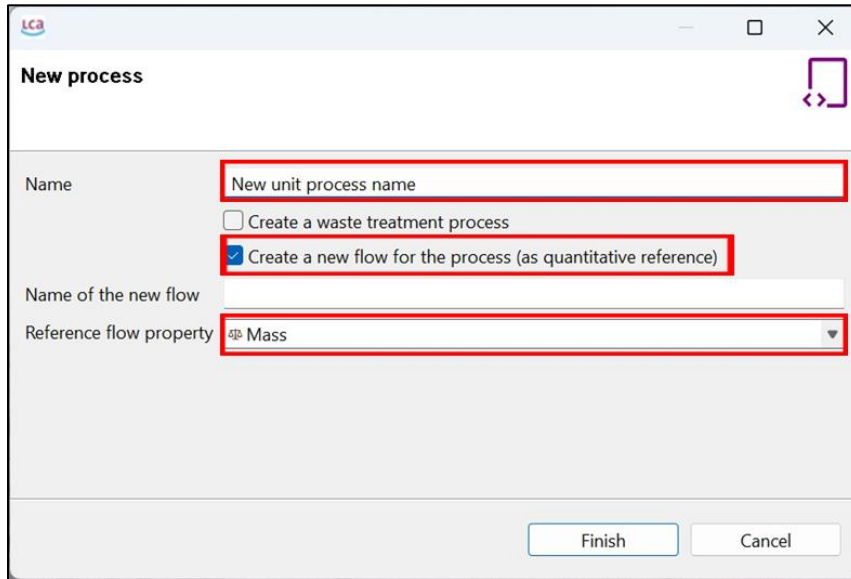 LCA
New process
Name
New unit process name
Create a waste treatment process
Create a new flow for the process (as quantitative reference)
Name of the new flow
Reference flow property
Mass
Finish
Cancel